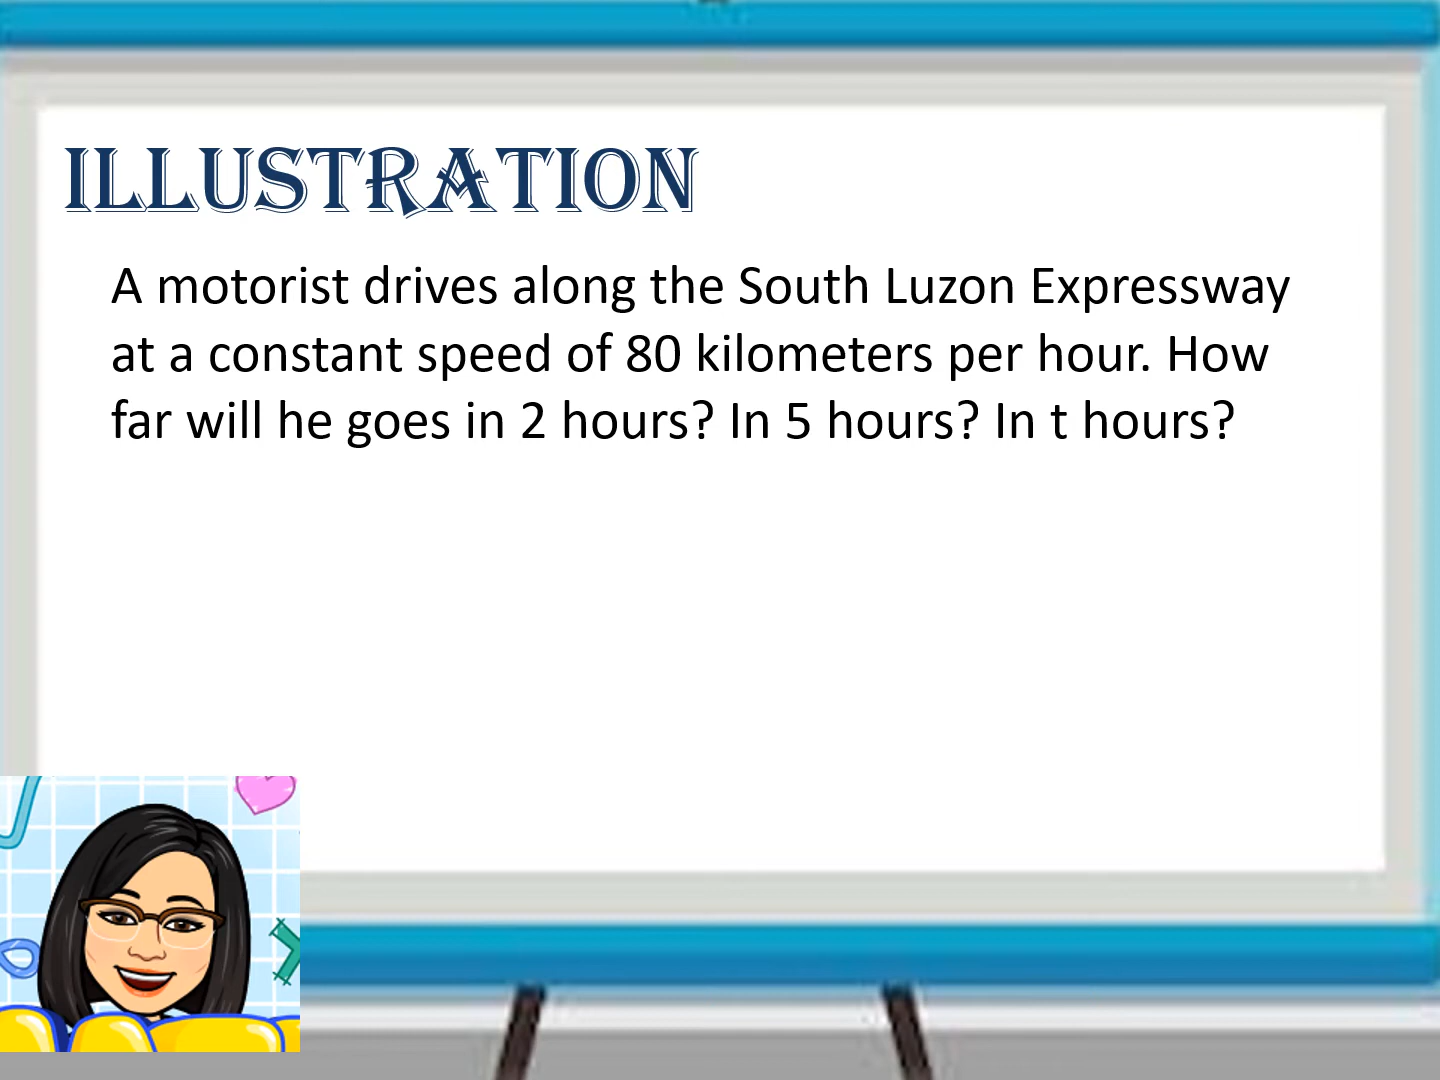 ILLUSTRATION
A motorist drives along the South Luzon Expressway
at a constant speed of 80 kilometers per hour. How
far will he goes in 2 hours? In 5 hours? In t hours?